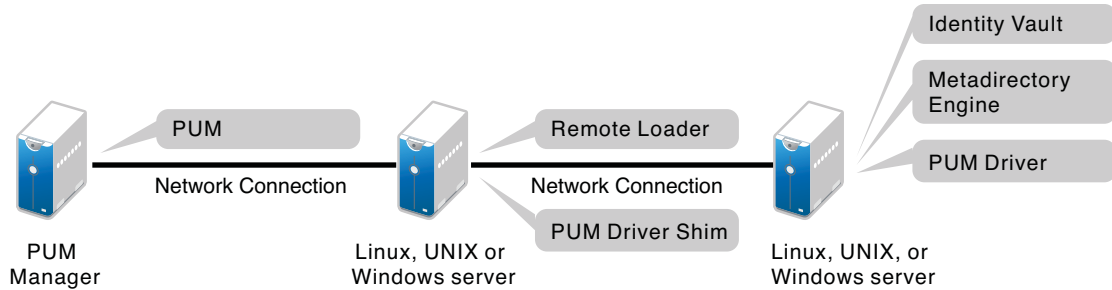 Identity Vault
Metadirectory
Engine
PUM
Remote Loader
PUM Driver
Network Connection
Network Connection
PUM Driver Shim
PUM
Manager
Linux, UNIX or
Windows server
Linux, UNIX, or
Windows server